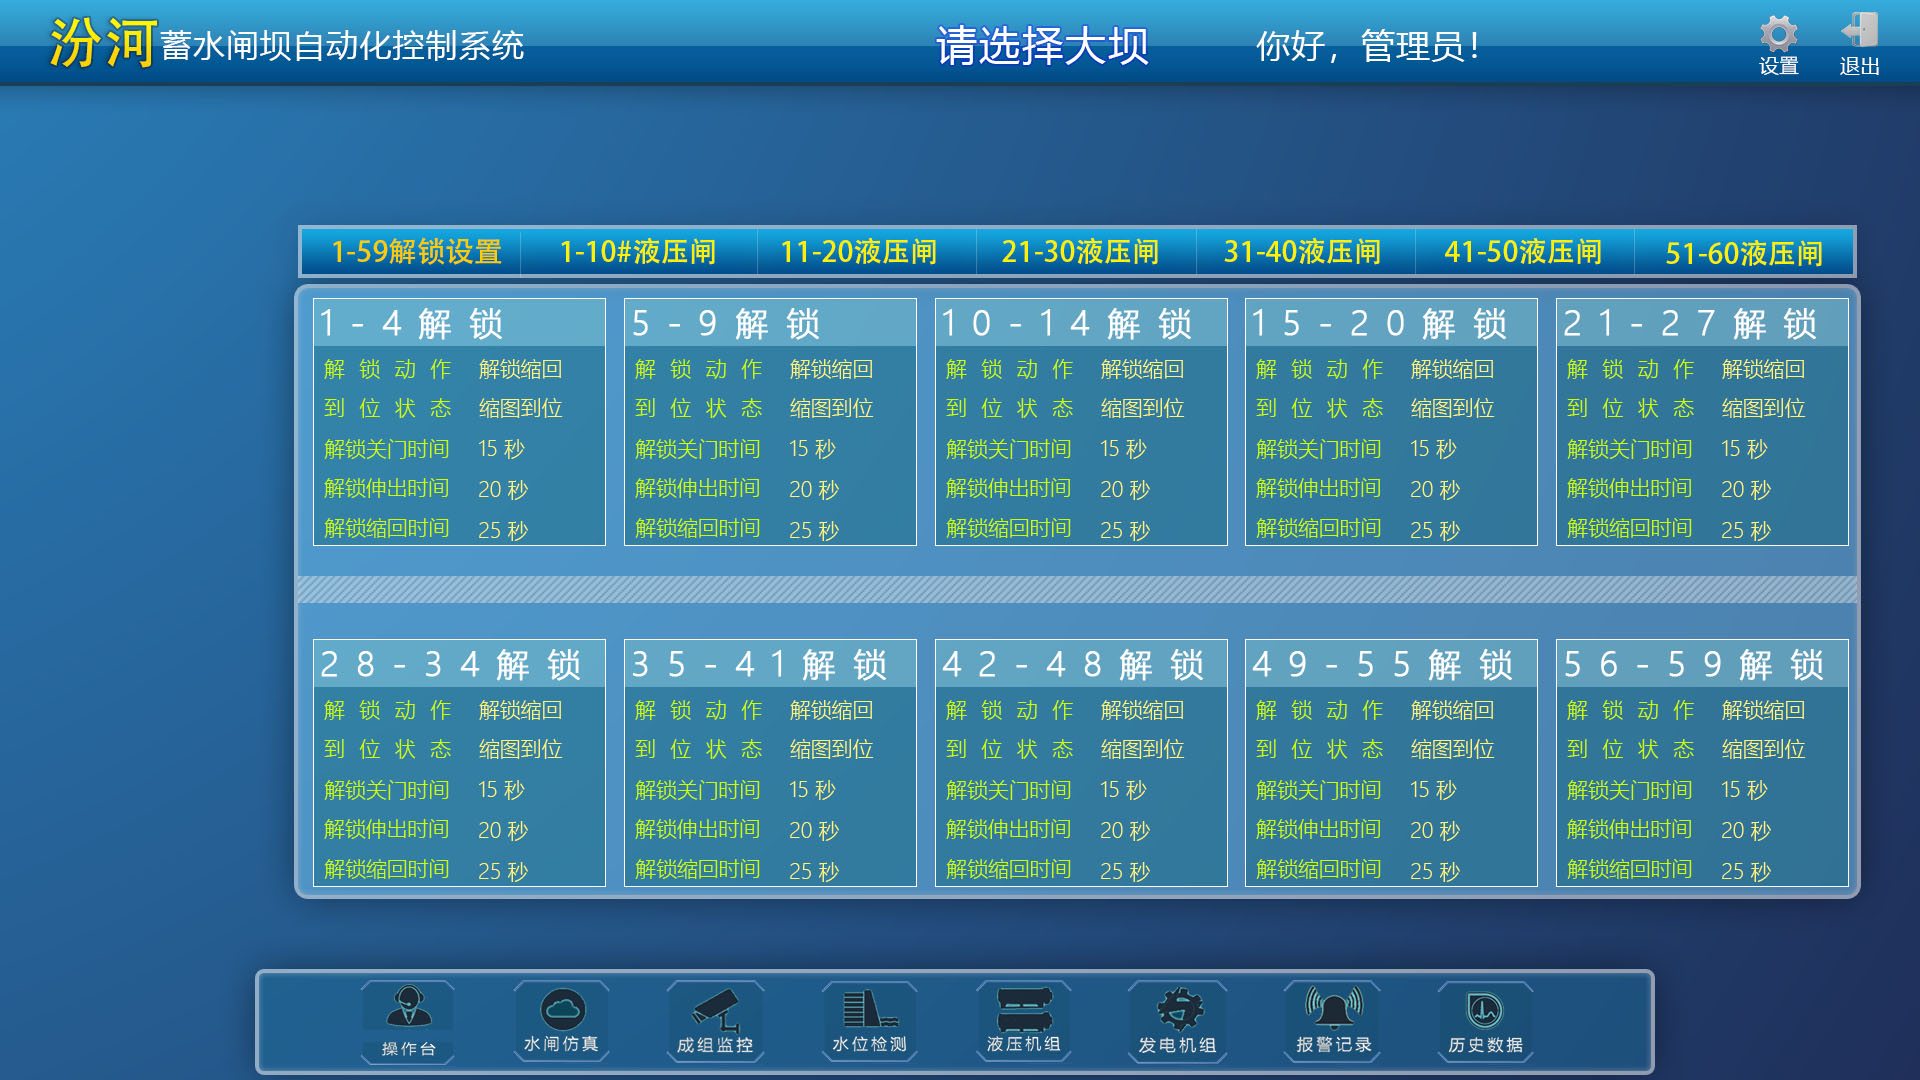 汾河蓄水闸坝自动化控制系统 请选择大坝 你好，管理员！ 设置 退出
1-59解锁设置 1-10#液压闸 11-20液压闸 21-30液压闸 31-40液压闸 41-50液压闸 51-60液压闸
1-4解锁 5-9解锁 10-14解锁 15-20解锁 21-27解锁
解锁动作 解锁缩回 解锁动作 解锁缩回 解锁动作 解锁缩回 解锁动作 解锁缩回 解锁动作 解锁缩回
到位状态 缩图到位 到位状态 缩图到位 到位状态 缩图到位 到位状态 缩图到位 到位状态 缩图到位
解锁关门时间 15 秒 解锁关门时间 15 秒 解锁关门时间 15 秒 解锁关门时间 15 秒 解锁关门时间 15 秒
解锁伸出时间 20 秒 解锁伸出时间 20 秒 解锁伸出时间 20 秒 解锁伸出时间 20 秒 解锁伸出时间 20 秒
解锁缩回时间 25 秒 解锁缩回时间 25 秒 解锁缩回时间 25 秒 解锁缩回时间 25 秒 解锁缩回时间 25 秒
28-34解锁 35-41解锁 42-48解锁 49-55解锁 56-59解锁
解锁动作 解锁缩回 解锁动作 解锁缩回 解锁动作 解锁缩回 解锁动作 解锁缩回 解锁动作 解锁缩回
到位状态 缩图到位 到位状态 缩图到位 到位状态 缩图到位 到位状态 缩图到位 到位状态 缩图到位
解锁关门时间 15 秒 解锁关门时间 15 秒 解锁关门时间 15 秒 解锁关门时间 15 秒 解锁关门时间 15 秒
解锁伸出时间 20 秒 解锁伸出时间 20 秒 解锁伸出时间 20 秒 解锁伸出时间 20 秒 解锁伸出时间 20 秒
解锁缩回时间 25 秒 解锁缩回时间 25 秒 解锁缩回时间 25 秒 解锁缩回时间 25 秒 解锁缩回时间 25 秒
操作台 水闸仿真 成组监控 水位检测 液压机组 发电机组 报警记录 历史数据